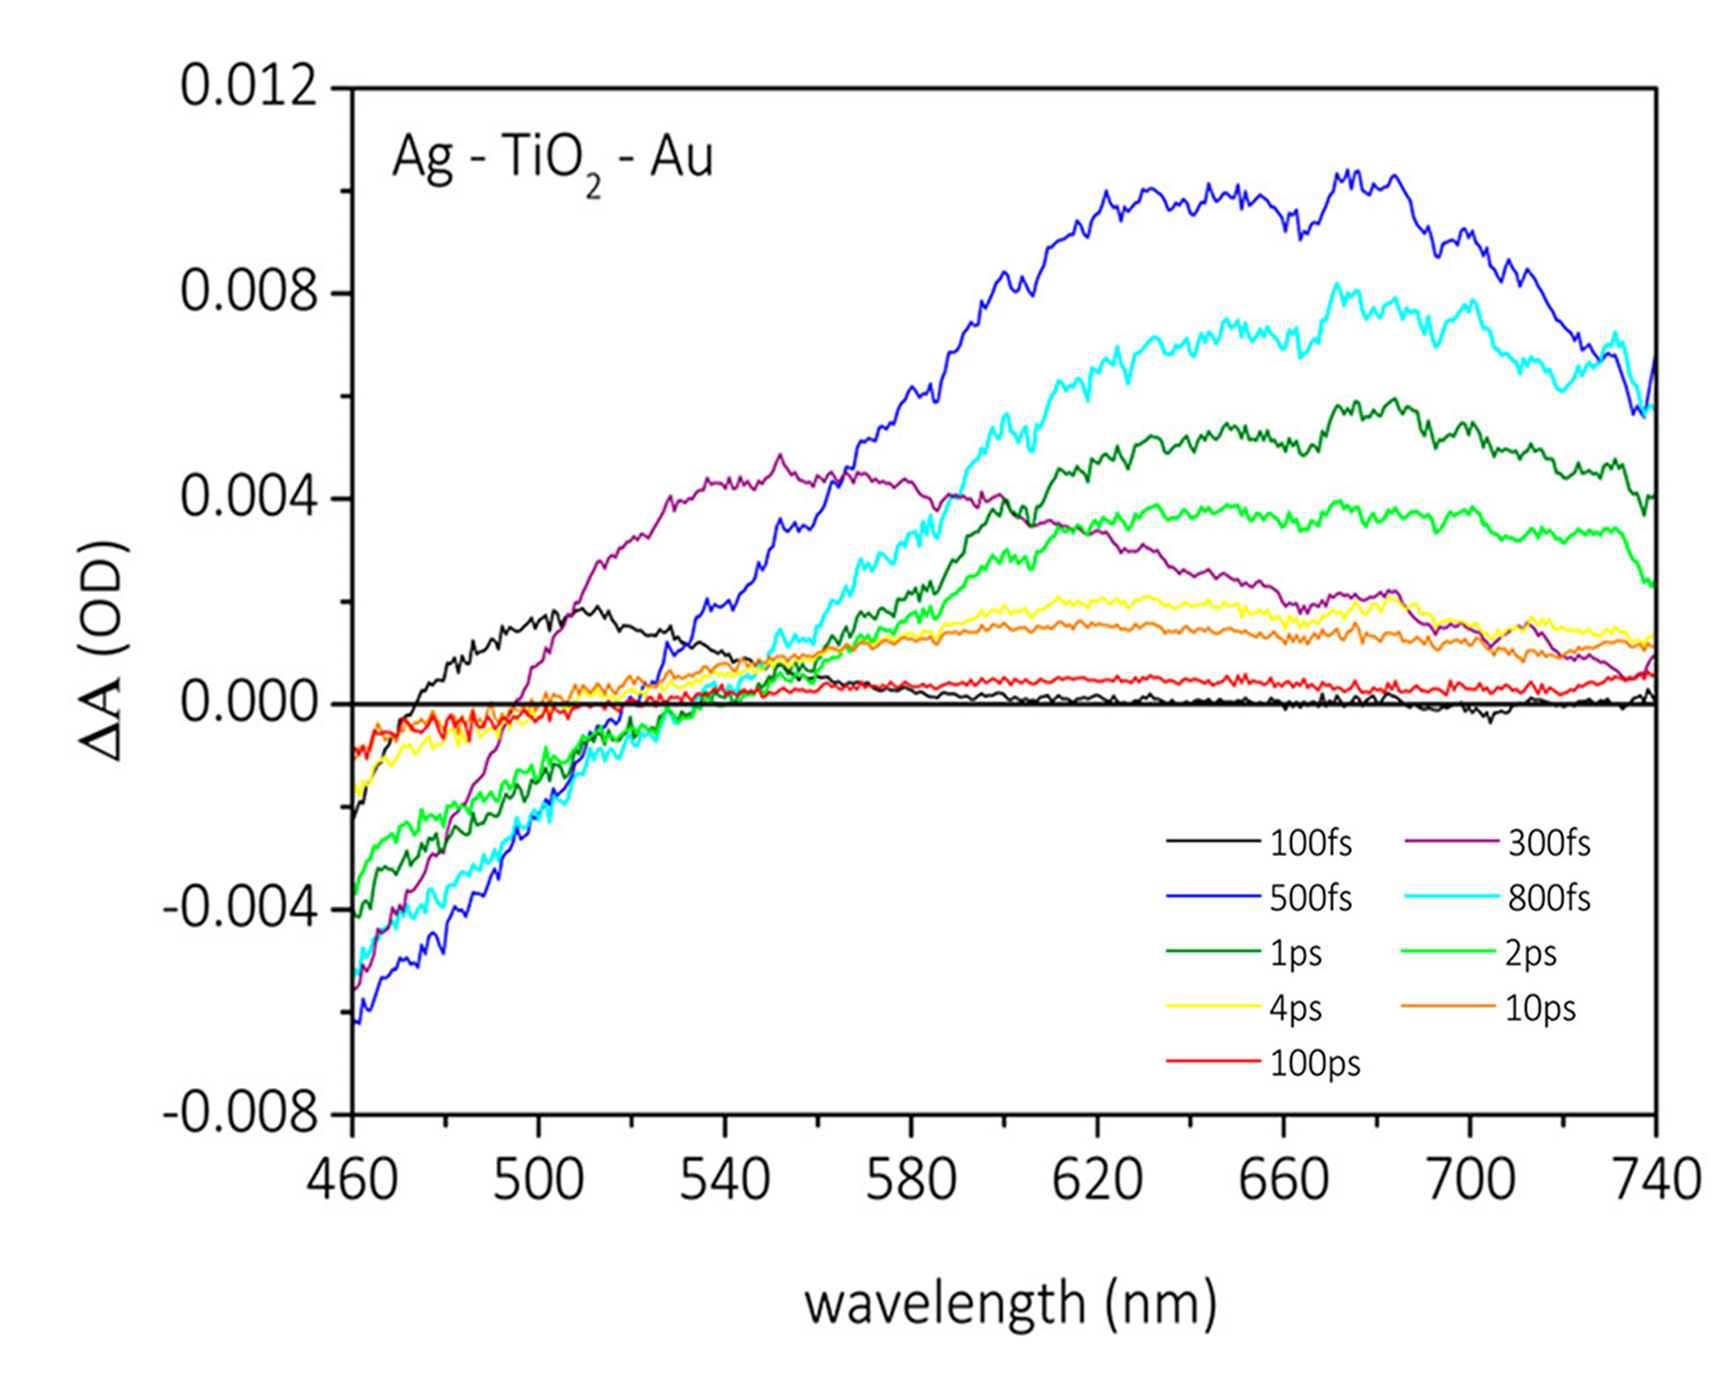 0.012
Ag - TiO₂ - Au
0.008
0.004
0.000
-0.004
-0.008
ΔA (OD)
100fs 300fs
500fs 800fs
1ps 2ps
4ps 10ps
100ps
460 500 540 580 620 660 700 740
wavelength (nm)